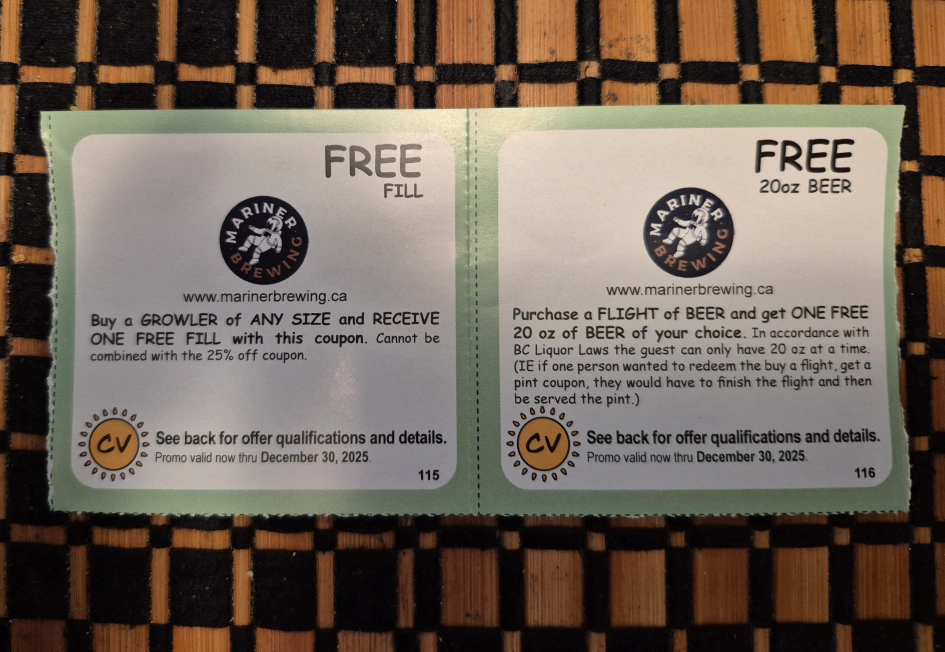 FREE
FILL
MARINER
BREWING
www.marinerbrewing.ca
Buy a GROWLER of ANY SIZE and RECEIVE
ONE FREE FILL with this coupon. Cannot be
combined with the 25% off coupon.
CV
See back for offer qualifications and details.
Promo valid now thru December 30, 2025.
115
FREE
20oz BEER
MARINER
BREWING
www.marinerbrewing.ca
Purchase a FLIGHT of BEER and get ONE FREE
20 oz of BEER of your choice. In accordance with
BC Liquor Laws the guest can only have 20 oz at a time.
(IE if one person wanted to redeem the buy a flight, get a
pint coupon, they would have to finish the flight and then
be served the pint.)
CV
See back for offer qualifications and details.
Promo valid now thru December 30, 2025.
116